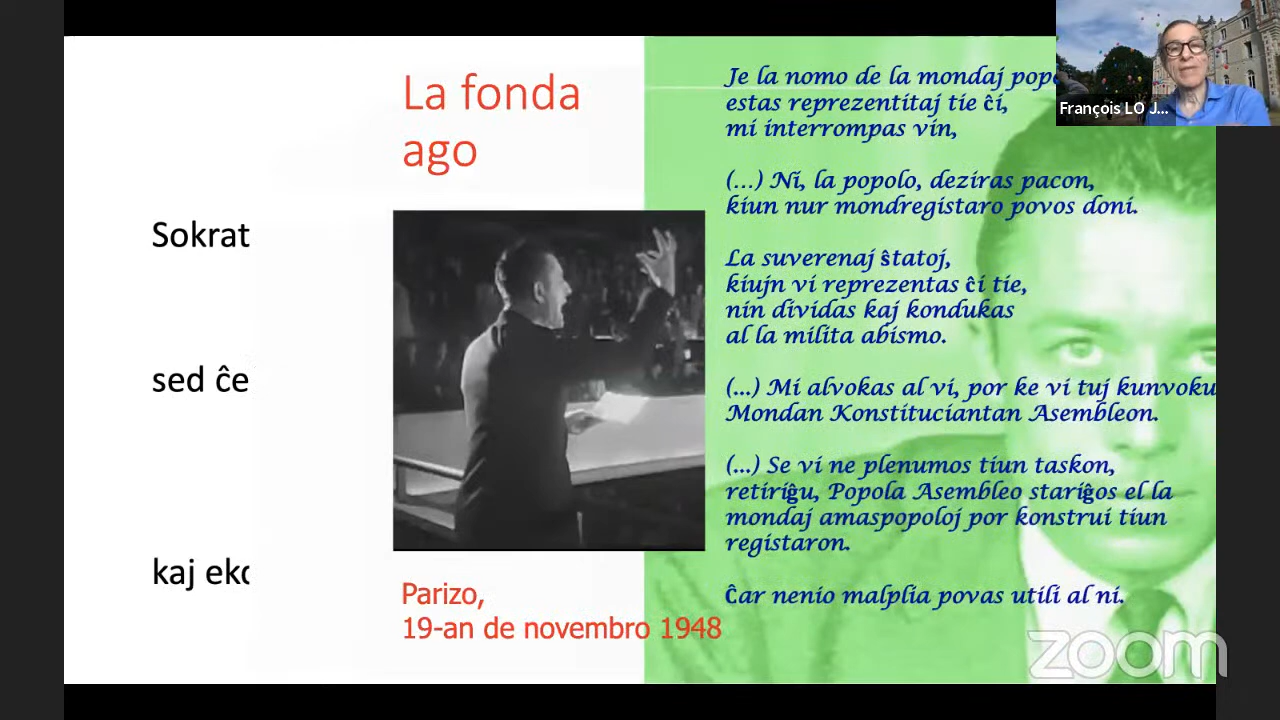 La fonda
ago
Sokrat
sed ĉe
kaj eko
Parizo,
19-an de novembro 1948
Je la nomo de la mondaj popo
estas reprezentitaj tie ĉi,
mi interrompas vin,
(…) Ni, la popolo, deziras pacon,
kiun nur mondregistaro povos doni.
La suverenaj ŝtatoj,
kiujn vi reprezentas ĉi tie,
nin dividas kaj kondukas
al la milita abismo.
(...) Mi alvokas al vi, por ke vi tuj kunvoku
Mondan Konstituciantan Asembleon.
(...) Se vi ne plenumos tiun taskon,
retiriĝu, Popola Asembleo stariĝos el la
mondaj amaspopoloj por konstrui tiun
registaron.
Ĉar nenio malplia povas utili al ni.
François LO J...
zoom